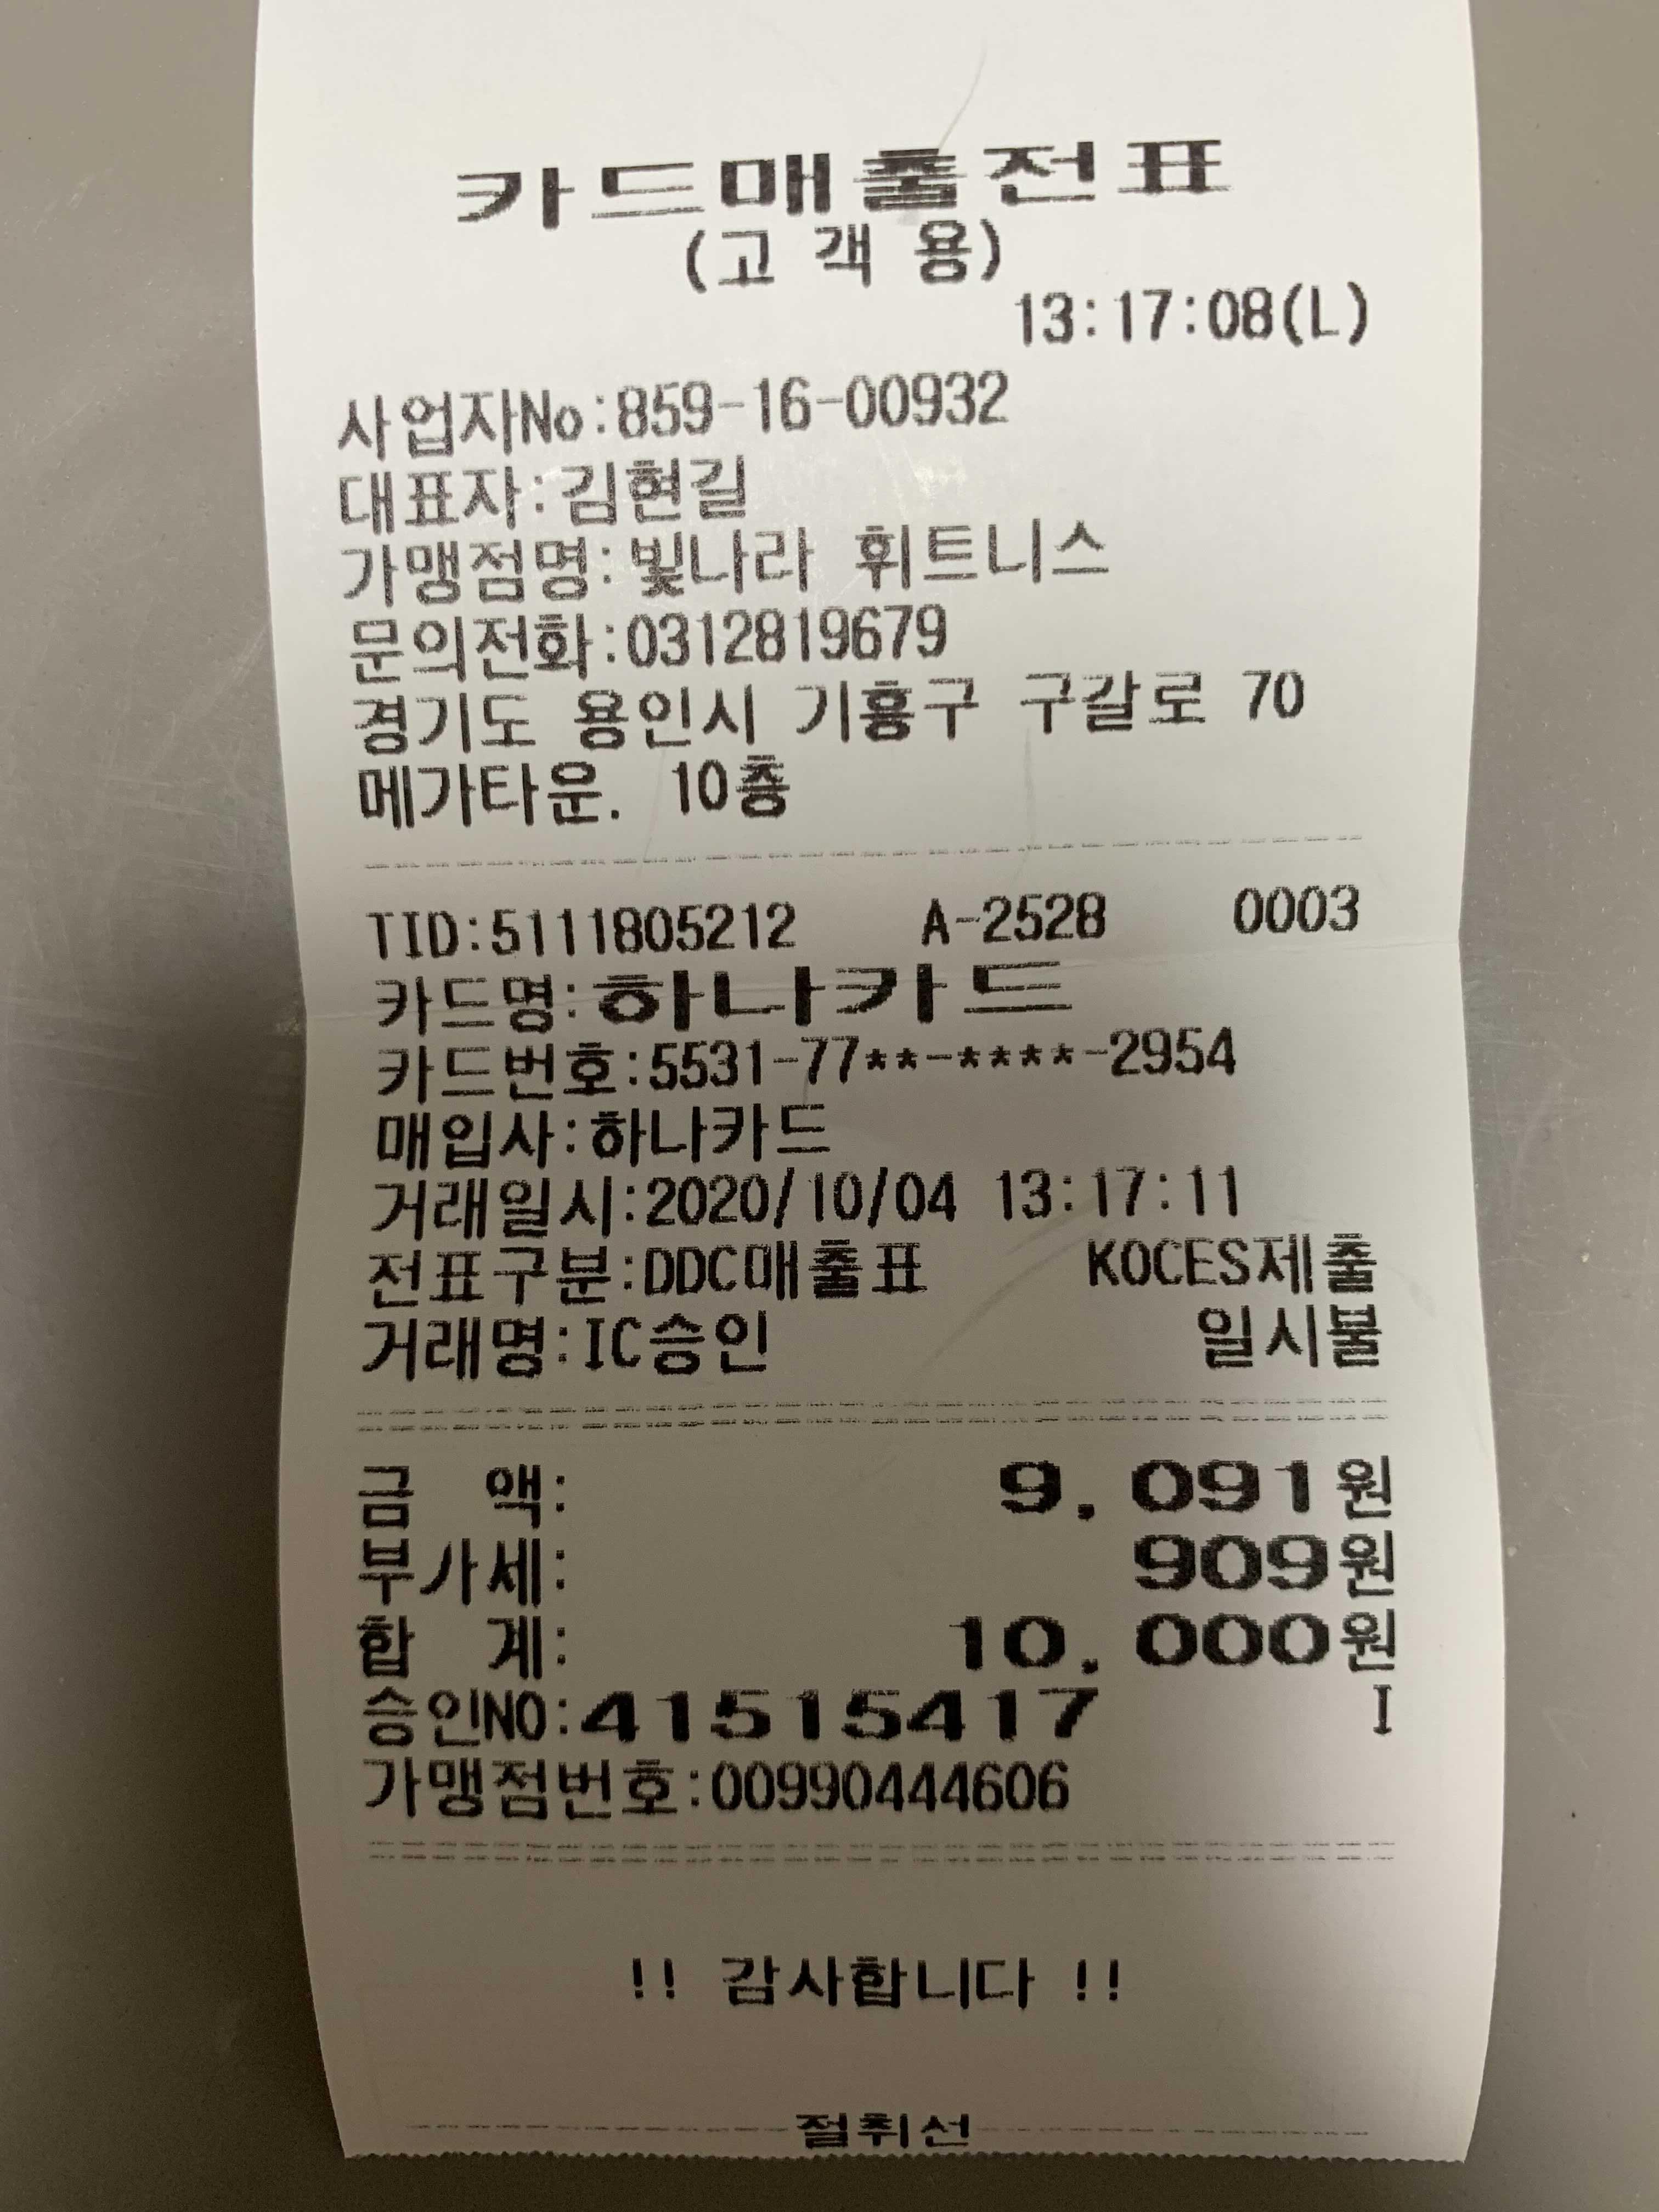 카드매출전표
(고 객 용)
13:17:08(L)
사업자No:859-16-00932
대표자:김현길
가맹점명:빛나라 휘트니스
문의전화:0312819679
경기도 용인시 기흥구 구갈로 70
메가타운. 10층
TID:5111805212 A-2528 0003
카드명:하나카드
카드번호:5531-77**-****-2954
매입사:하나카드
거래일시:2020/10/04 13:17:11
전표구분:DDC매출표 KOCES제출
거래명:IC승인 일시불
금 액: 9,091원
부가세: 909원
합 계: 10,000원
승인NO:41515417 I
가맹점번호:00990444606
!! 감사합니다 !!
절취선